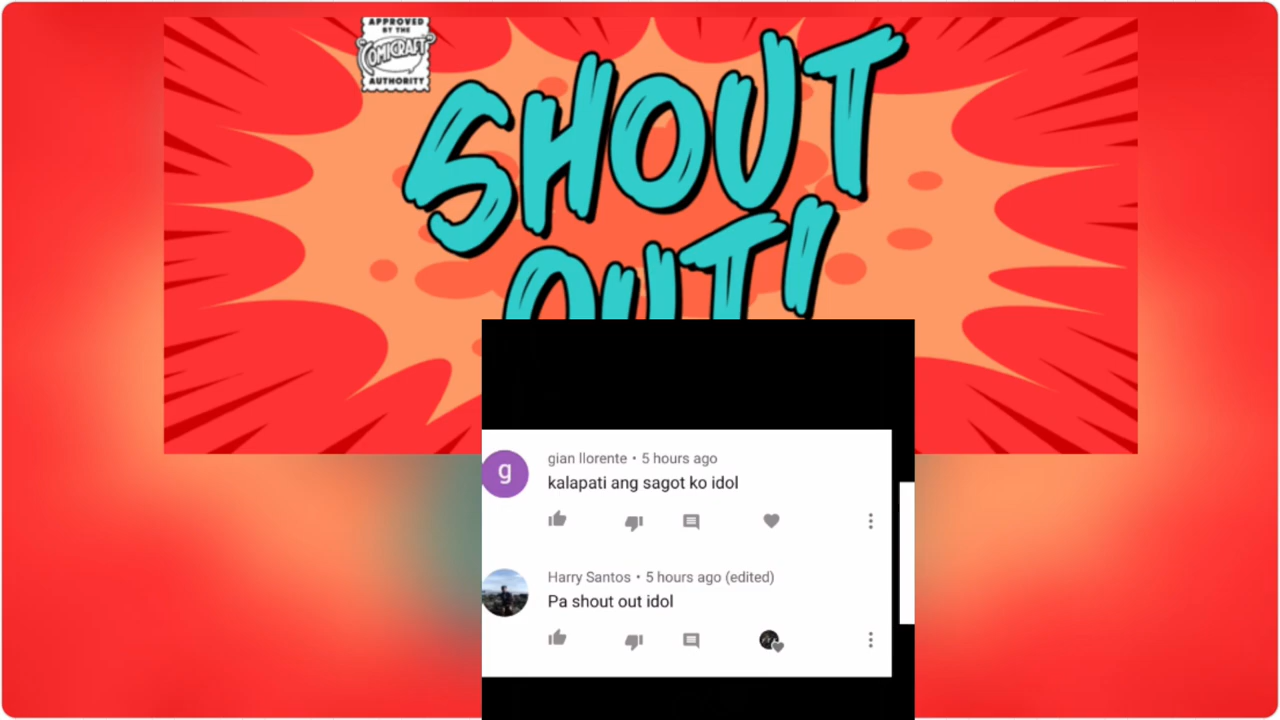 APPROVED
BY THE
COMICRAFT
AUTHORITY
SHOUT
OUT!
g
gian llorente • 5 hours ago
kalapati ang sagot ko idol
Harry Santos • 5 hours ago (edited)
Pa shout out idol